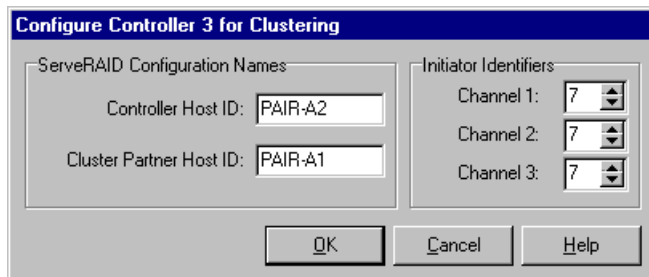 Configure Controller 3 for Clustering
ServeRAID Configuration Names
Controller Host ID: PAIR-A2
Cluster Partner Host ID: PAIR-A1
Initiator Identifiers
Channel 1: 7
Channel 2: 7
Channel 3: 7
OK Cancel Help